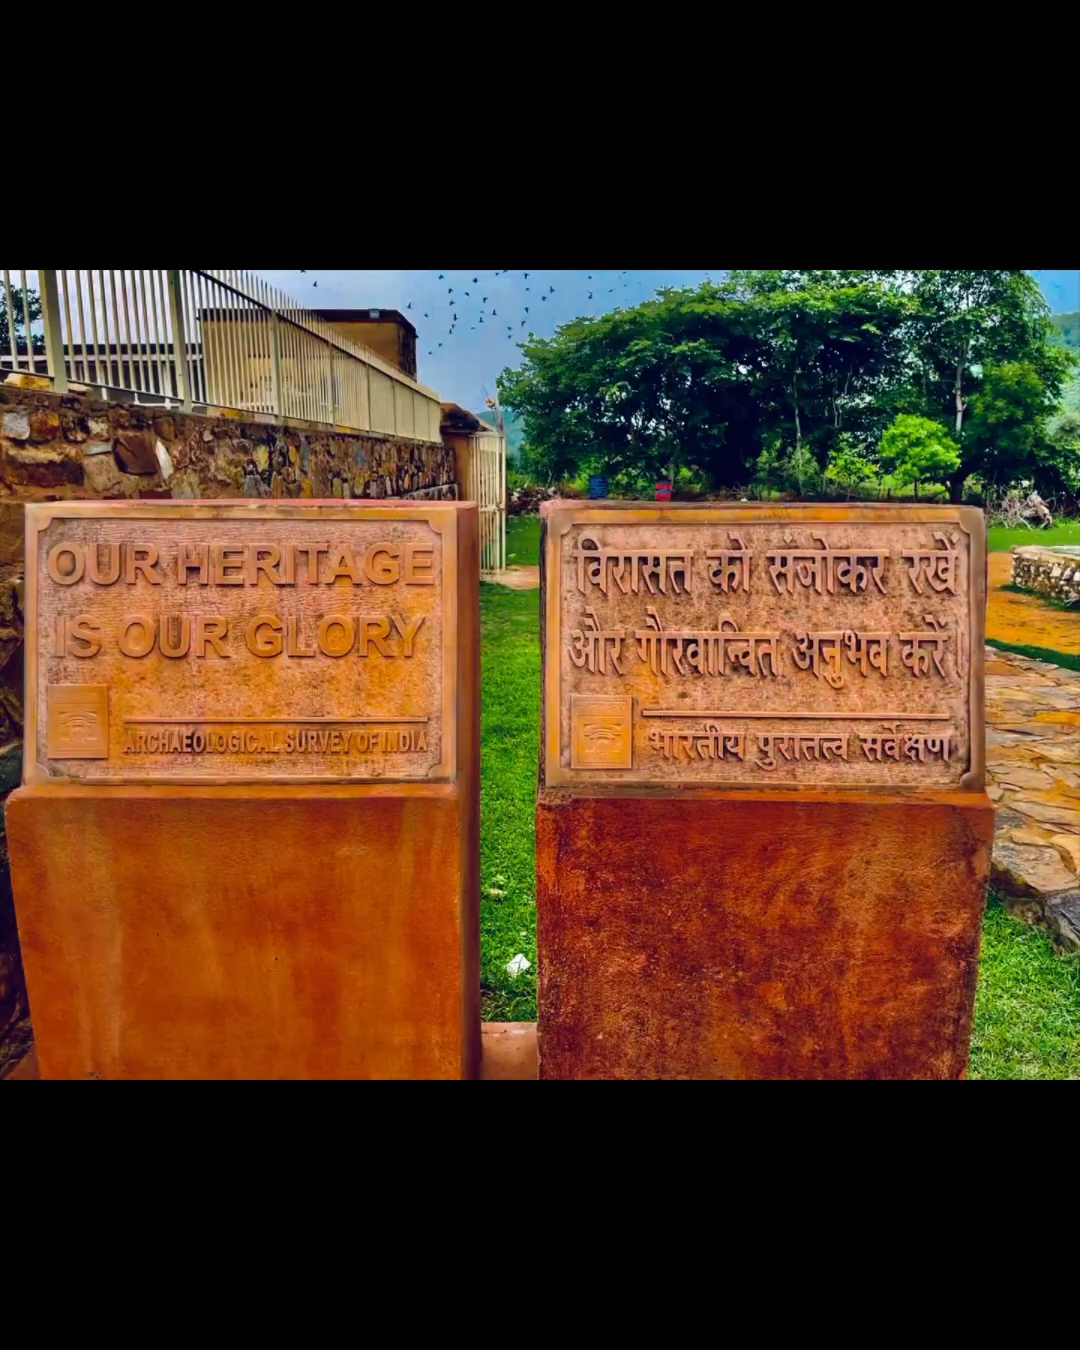 OUR HERITAGE
IS OUR GLORY
ARCHAEOLOGICAL SURVEY OF INDIA
विरासत को संजोकर रखें
और गौरवान्वित अनुभव करें।
भारतीय पुरातत्व सर्वेक्षण